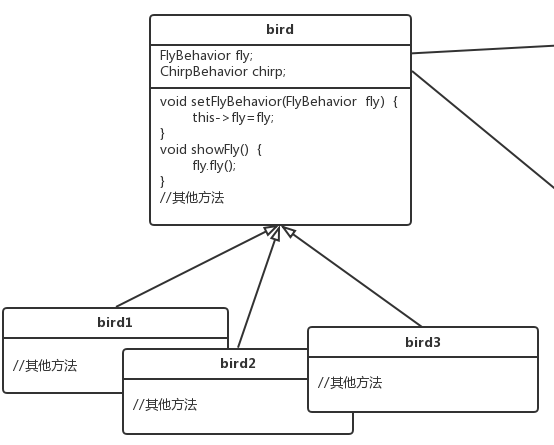 bird
FlyBehavior fly;
ChirpBehavior chirp;
void setFlyBehavior(FlyBehavior fly) {
this->fly=fly;
}
void showFly() {
fly.fly();
}
//其他方法
bird1
//其他方法
bird2
//其他方法
bird3
//其他方法